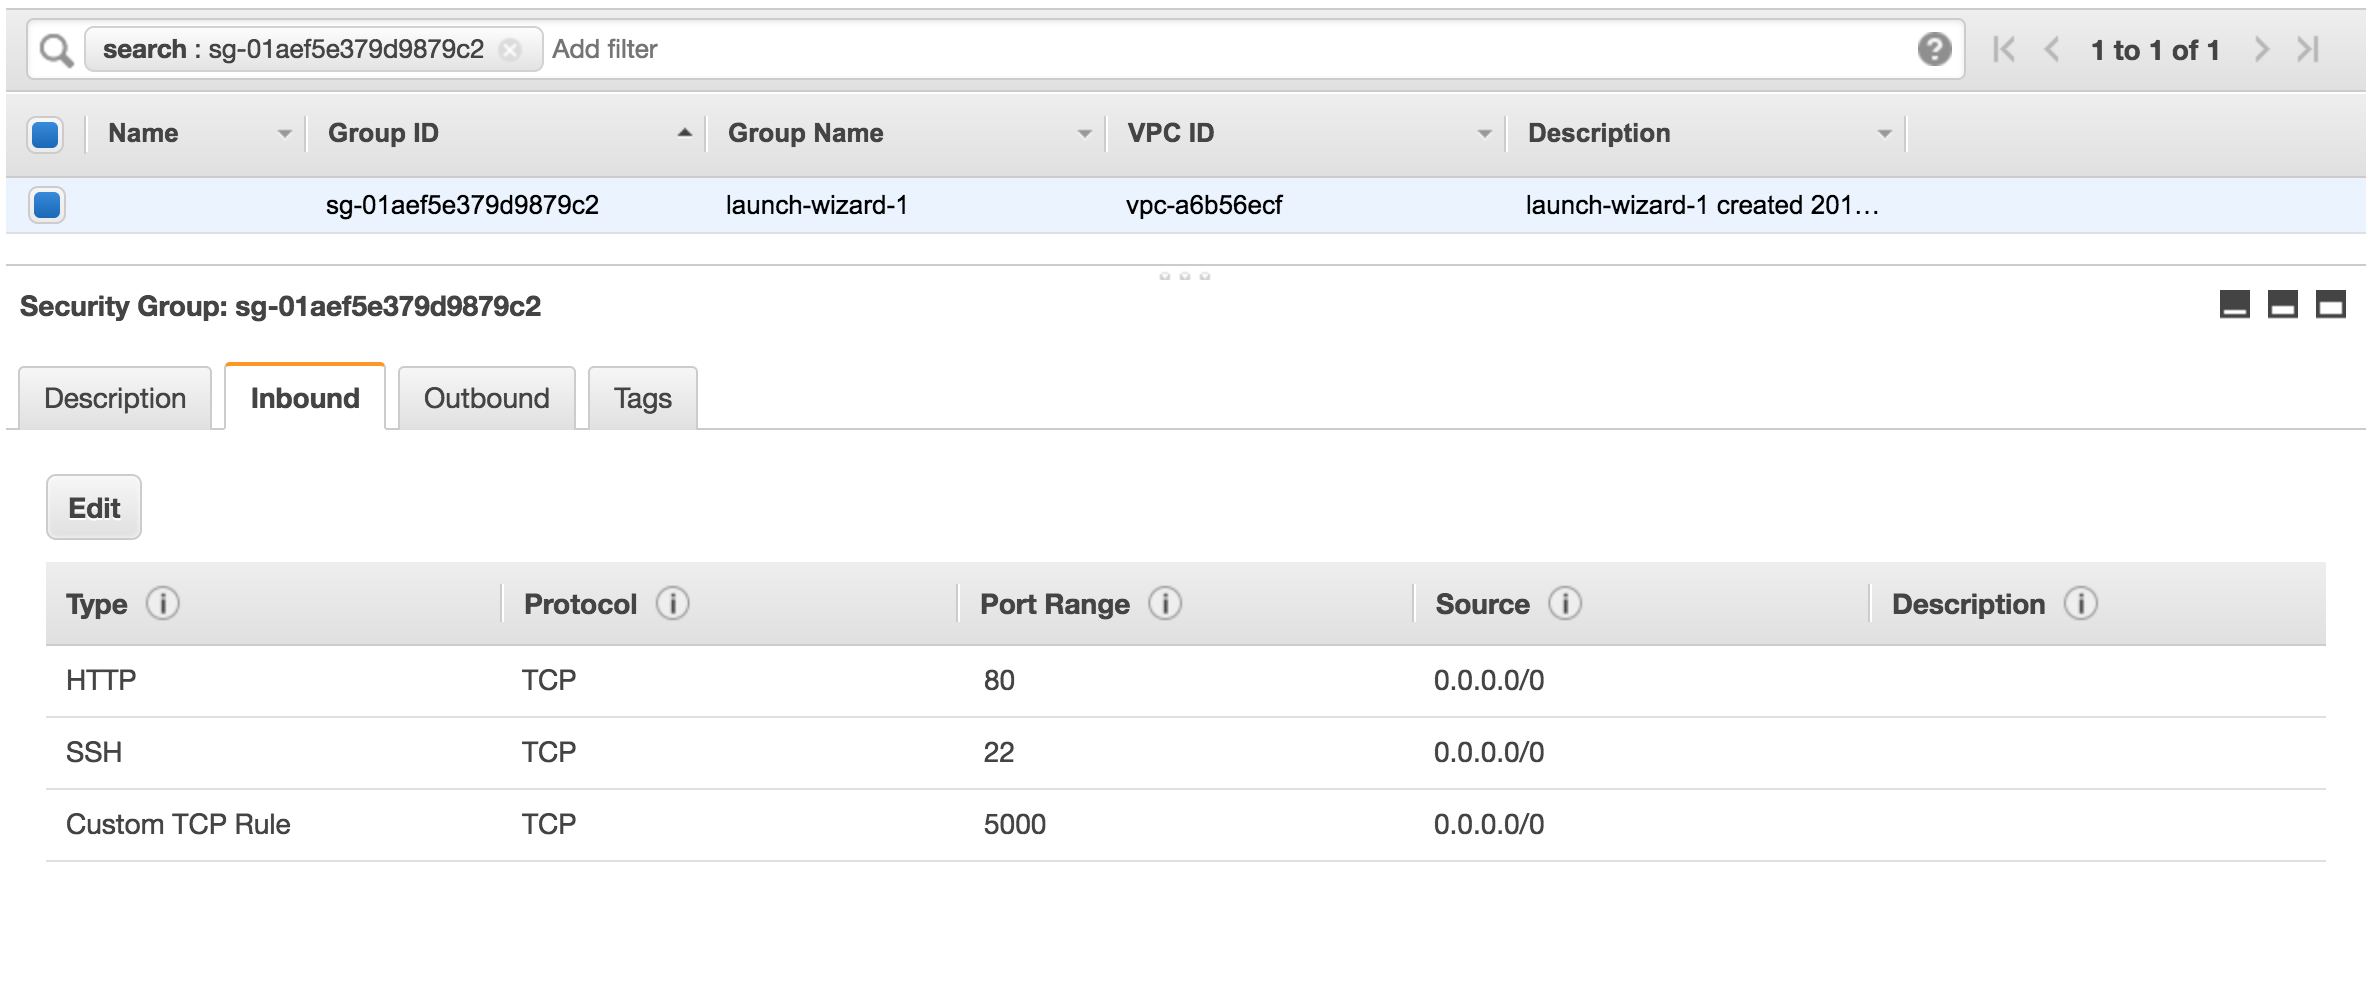 search : sg-01aef5e379d9879c2 Add filter 1 to 1 of 1
Name Group ID Group Name VPC ID Description
sg-01aef5e379d9879c2 launch-wizard-1 vpc-a6b56ecf launch-wizard-1 created 201…
Security Group: sg-01aef5e379d9879c2
Description Inbound Outbound Tags
Edit
Type Protocol Port Range Source Description
HTTP TCP 80 0.0.0.0/0
SSH TCP 22 0.0.0.0/0
Custom TCP Rule TCP 5000 0.0.0.0/0